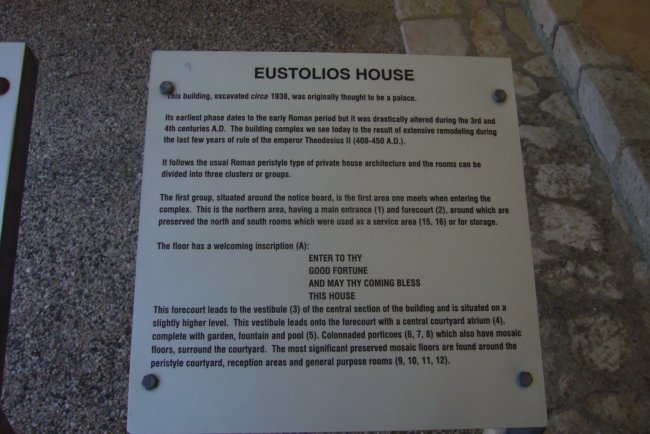 EUSTOLIOS HOUSE
This building, excavated circa 1938, was originally thought to be a palace.
Its earliest phase dates to the early Roman period but it was drastically altered during the 3rd and
4th centuries A.D. The building complex we see today is the result of extensive remodeling during
the last few years of rule of the emperor Theodosius II (408-450 A.D.).
It follows the usual Roman peristyle type of private house architecture and the rooms can be
divided into three clusters or groups.
The first group, situated around the notice board, is the first area one meets when entering the
complex. This is the northern area, having a main entrance (1) and forecourt (2), around which are
preserved the north and south rooms which were used as a service area (15, 16) or for storage.
The floor has a welcoming inscription (A):
ENTER TO THY
GOOD FORTUNE
AND MAY THY COMING BLESS
THIS HOUSE
This forecourt leads to the vestibule (3) of the central section of the building and is situated on a
slightly higher level. This vestibule leads onto the forecourt with a central courtyard atrium (4),
complete with garden, fountain and pool (5). Colonnaded porticoes (6, 7, 8) which also have mosaic
floors, surround the courtyard. The most significant preserved mosaic floors are found around the
peristyle courtyard, reception areas and general purpose rooms (9, 10, 11, 12).